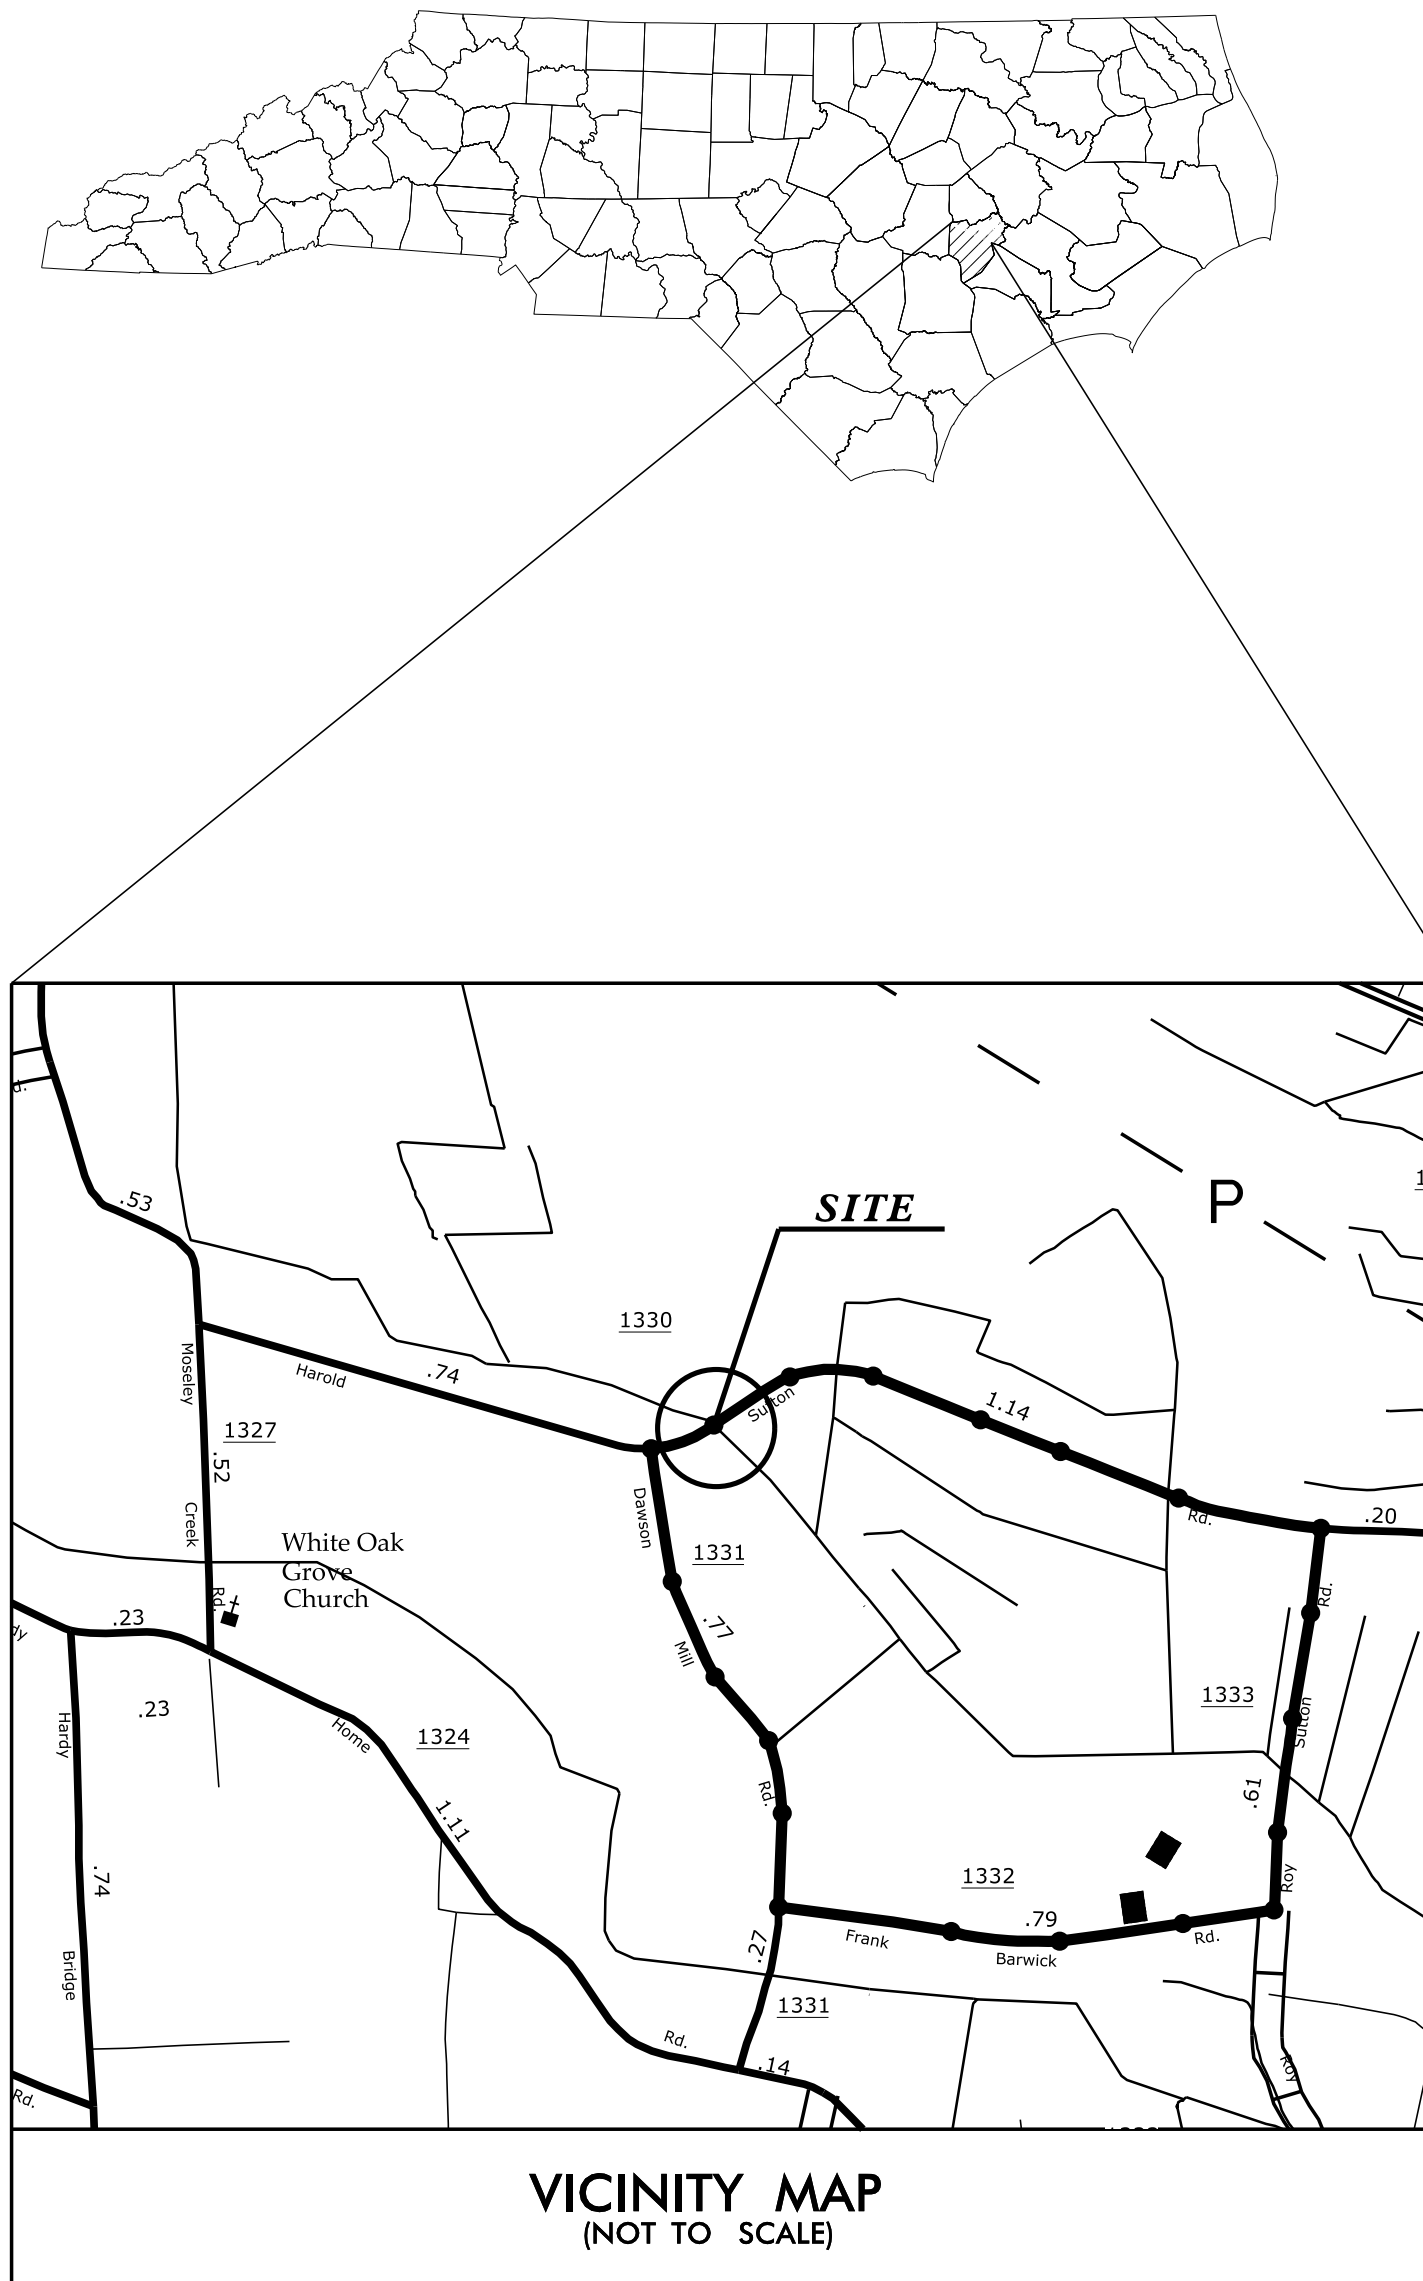 d.
.53
SITE
P
1330
Moseley
Harold
.74
Sutton
1.14
1327
.52
Creek
Dawson
Rd.
.20
White Oak
Grove
Church
1331
Rd.
Rd.
.23
dy
.77
Mill
1333
Sutton
.23
Hardy
Home
1324
Rd.
.61
1.11
1332
Roy
.74
.79
Frank
Rd.
Barwick
.27
Bridge
1331
Rd.
.14
Roy
Rd.
VICINITY MAP
(NOT TO SCALE)